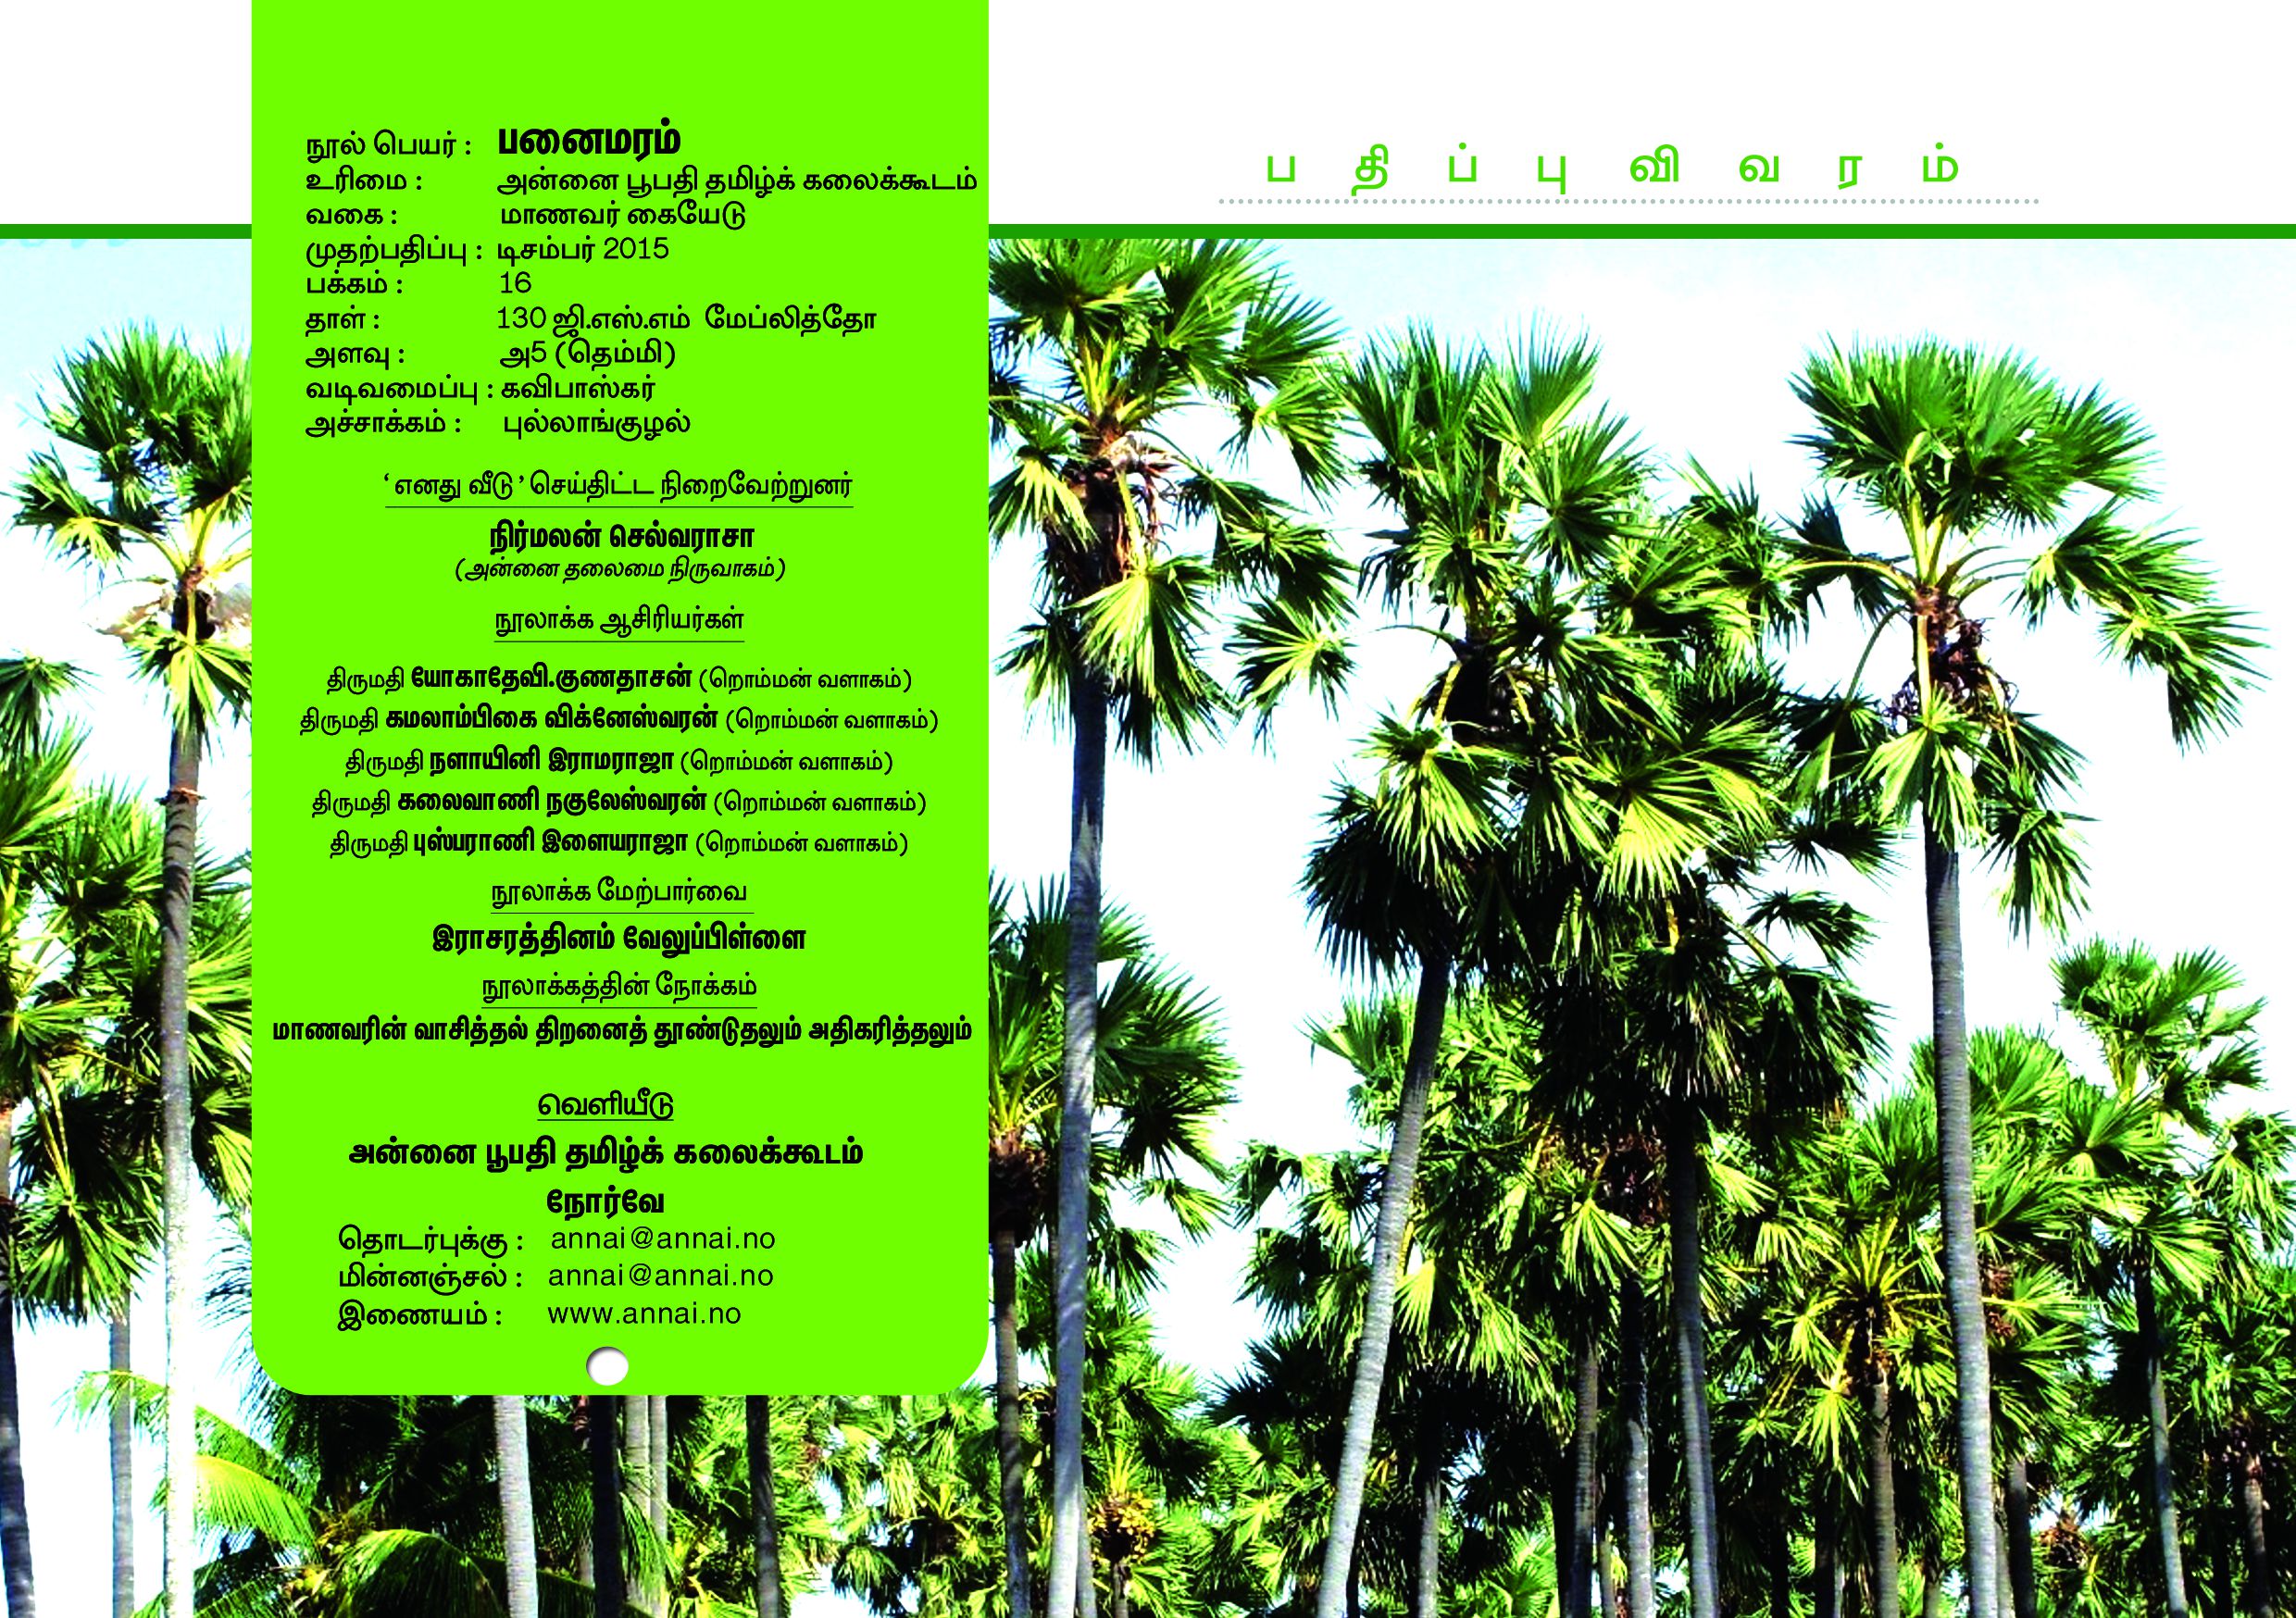 பதிப்புவிவரம்
நூல் பெயர் : பனைமரம்
உரிமை : அன்னை பூபதி தமிழ்க் கலைக்கூடம்
வகை : மாணவர் கையேடு
முதற்பதிப்பு : டிசம்பர் 2015
பக்கம் : 16
தாள் : 130 ஜி.எஸ்.எம் மேப்லித்தோ
அளவு : அ5 (தெம்மி)
வடிவமைப்பு : கவிபாஸ்கர்
அச்சாக்கம் : புல்லாங்குழல்
‘எனது வீடு’ செய்திட்ட நிறைவேற்றுனர்
நிர்மலன் செல்வராசா
(அன்னை தலைமை நிருவாகம்)
நூலாக்க ஆசிரியர்கள்
திருமதி யோகாதேவி.குணதாசன் (றொம்மன் வளாகம்)
திருமதி கமலாம்பிகை விக்னேஸ்வரன் (றொம்மன் வளாகம்)
திருமதி நளாயினி இராமராஜா (றொம்மன் வளாகம்)
திருமதி கலைவாணி நகுலேஸ்வரன் (றொம்மன் வளாகம்)
திருமதி புஸ்பராணி இளையராஜா (றொம்மன் வளாகம்)
நூலாக்க மேற்பார்வை
இராசரத்தினம் வேலுப்பிள்ளை
நூலாக்கத்தின் நோக்கம்
மாணவரின் வாசித்தல் திறனைத் தூண்டுதலும் அதிகரித்தலும்
வெளியீடு
அன்னை பூபதி தமிழ்க் கலைக்கூடம்
நோர்வே
தொடர்புக்கு : annai@annai.no
மின்னஞ்சல் : annai@annai.no
இணையம் : www.annai.no